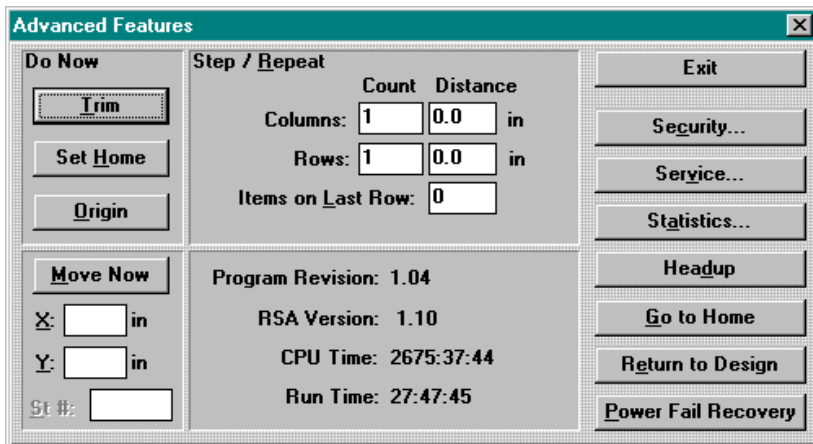 Advanced Features
Do Now
Trim
Set Home
Origin
Step / Repeat
Count Distance
Columns: 1 0.0 in
Rows: 1 0.0 in
Items on Last Row: 0
Move Now
X: in
Y: in
St #:
Program Revision: 1.04
RSA Version: 1.10
CPU Time: 2675:37:44
Run Time: 27:47:45
Exit
Security...
Service...
Statistics...
Headup
Go to Home
Return to Design
Power Fail Recovery